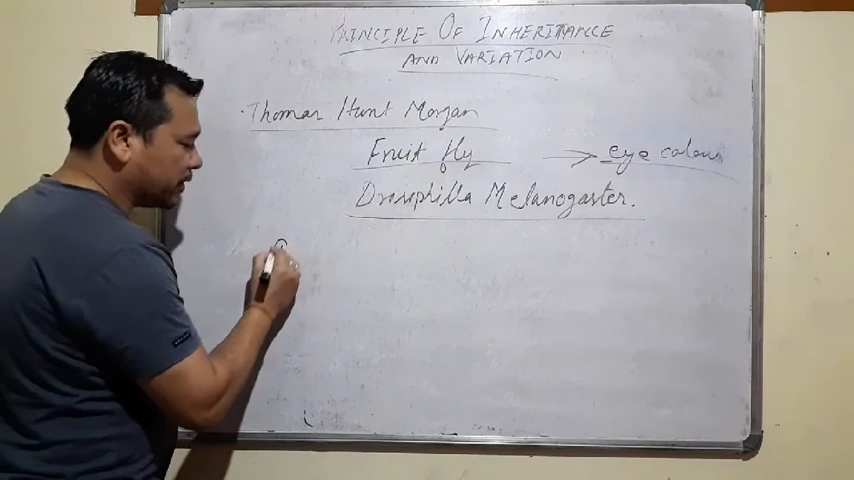 PRINCIPLE OF INHERITANCE
AND VARIATION
Thomas Hunt Morgan
Fruit fly → eye colour
Drosophilla Melanogaster.